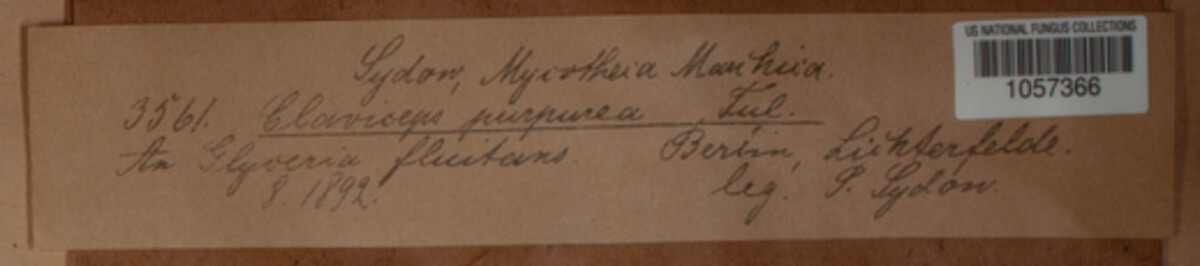 Sydow, Mycotheca Marchica.
3561. Claviceps purpurea Tul.
An Glyceria fluitans. Berlin, Lichterfelde.
8. 1892. leg. P. Sydow.
US NATIONAL FUNGUS COLLECTIONS
1057366